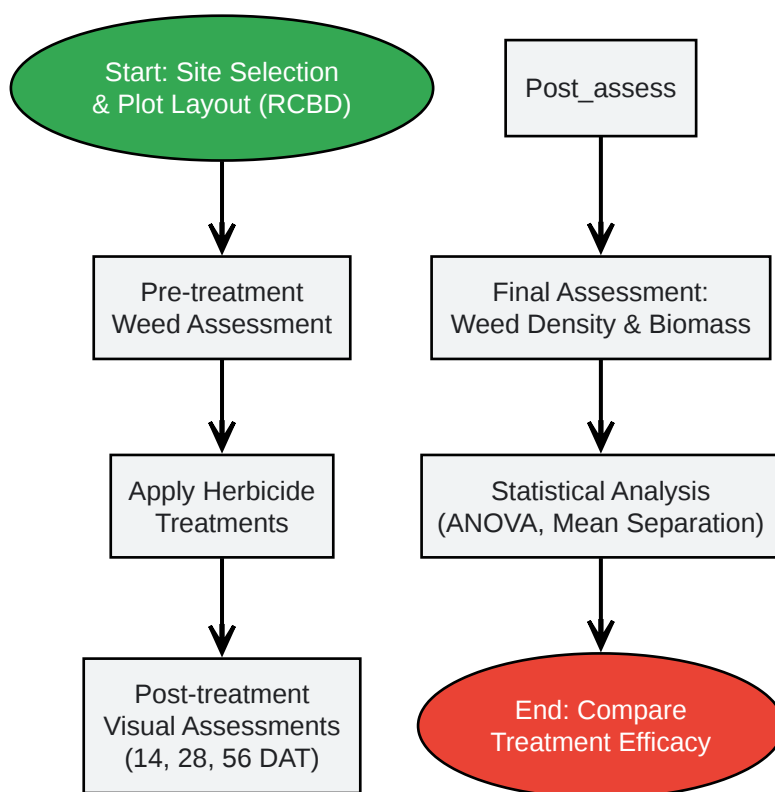 Start: Site Selection
& Plot Layout (RCBD)
Pre-treatment
Weed Assessment
Apply Herbicide
Treatments
Post-treatment
Visual Assessments
(14, 28, 56 DAT)
Post_assess
Final Assessment:
Weed Density & Biomass
Statistical Analysis
(ANOVA, Mean Separation)
End: Compare
Treatment Efficacy